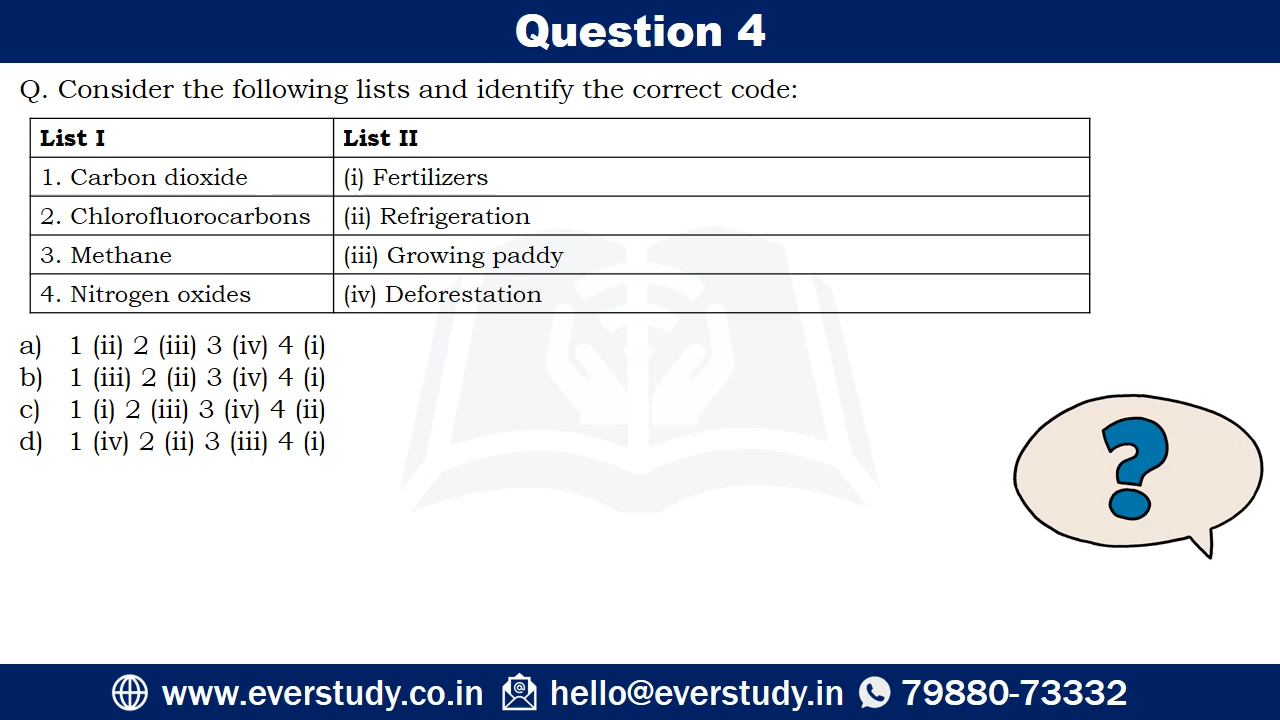 Question 4
Q. Consider the following lists and identify the correct code:
List I List II
1. Carbon dioxide (i) Fertilizers
2. Chlorofluorocarbons (ii) Refrigeration
3. Methane (iii) Growing paddy
4. Nitrogen oxides (iv) Deforestation
a) 1 (ii) 2 (iii) 3 (iv) 4 (i)
b) 1 (iii) 2 (ii) 3 (iv) 4 (i)
c) 1 (i) 2 (iii) 3 (iv) 4 (ii)
d) 1 (iv) 2 (ii) 3 (iii) 4 (i)
?
www.everstudy.co.in hello@everstudy.in 79880-73332